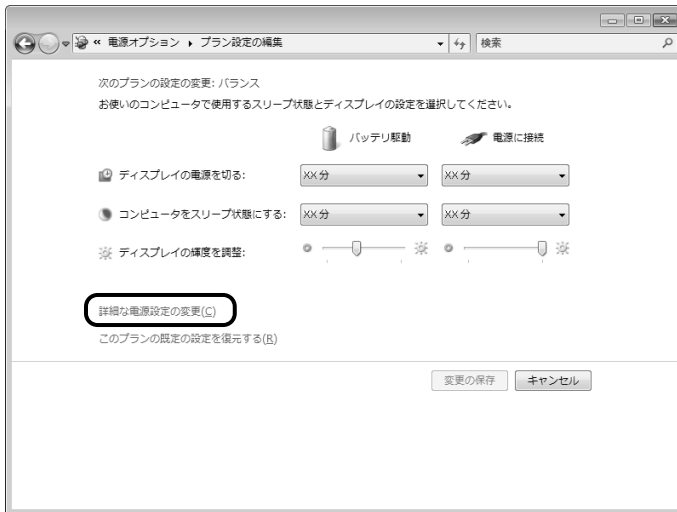 « 電源オプション ▸ プラン設定の編集 検索
次のプランの設定の変更: バランス
お使いのコンピュータで使用するスリープ状態とディスプレイの設定を選択してください。
バッテリ駆動 電源に接続
ディスプレイの電源を切る: XX分 XX分
コンピュータをスリープ状態にする: XX分 XX分
ディスプレイの輝度を調整:
詳細な電源設定の変更(C)
このプランの既定の設定を復元する(R)
変更の保存 キャンセル